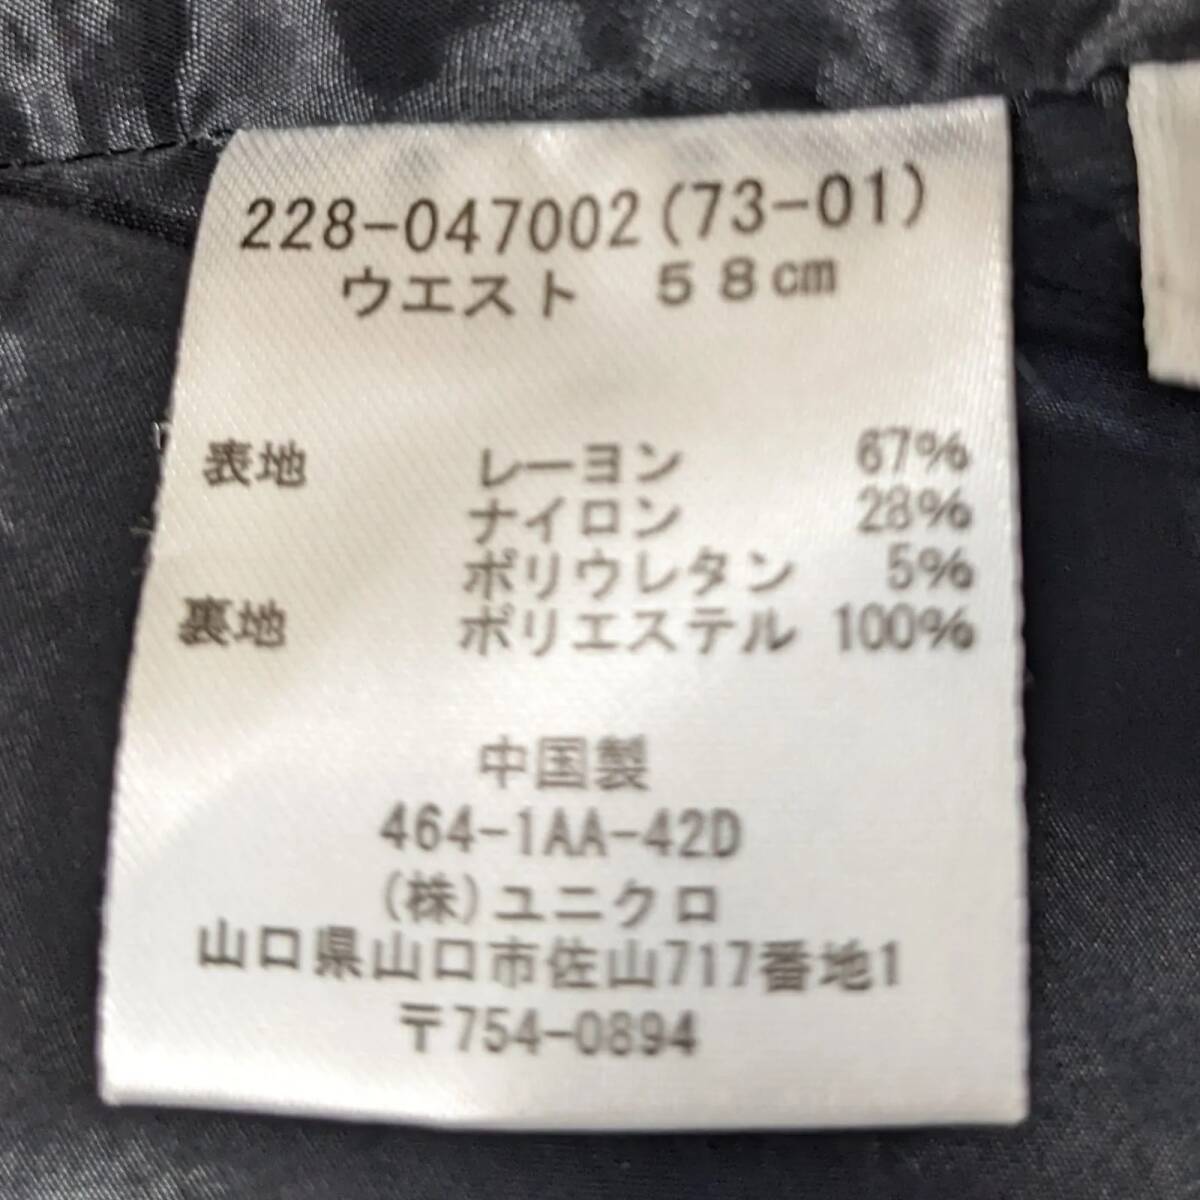 228-047002(73-01)
ウエスト 58cm
表地 レーヨン 67%
ナイロン 28%
ポリウレタン 5%
裏地 ポリエステル 100%
中国製
464-1AA-42D
(株)ユニクロ
山口県山口市佐山717番地1
〒754-0894